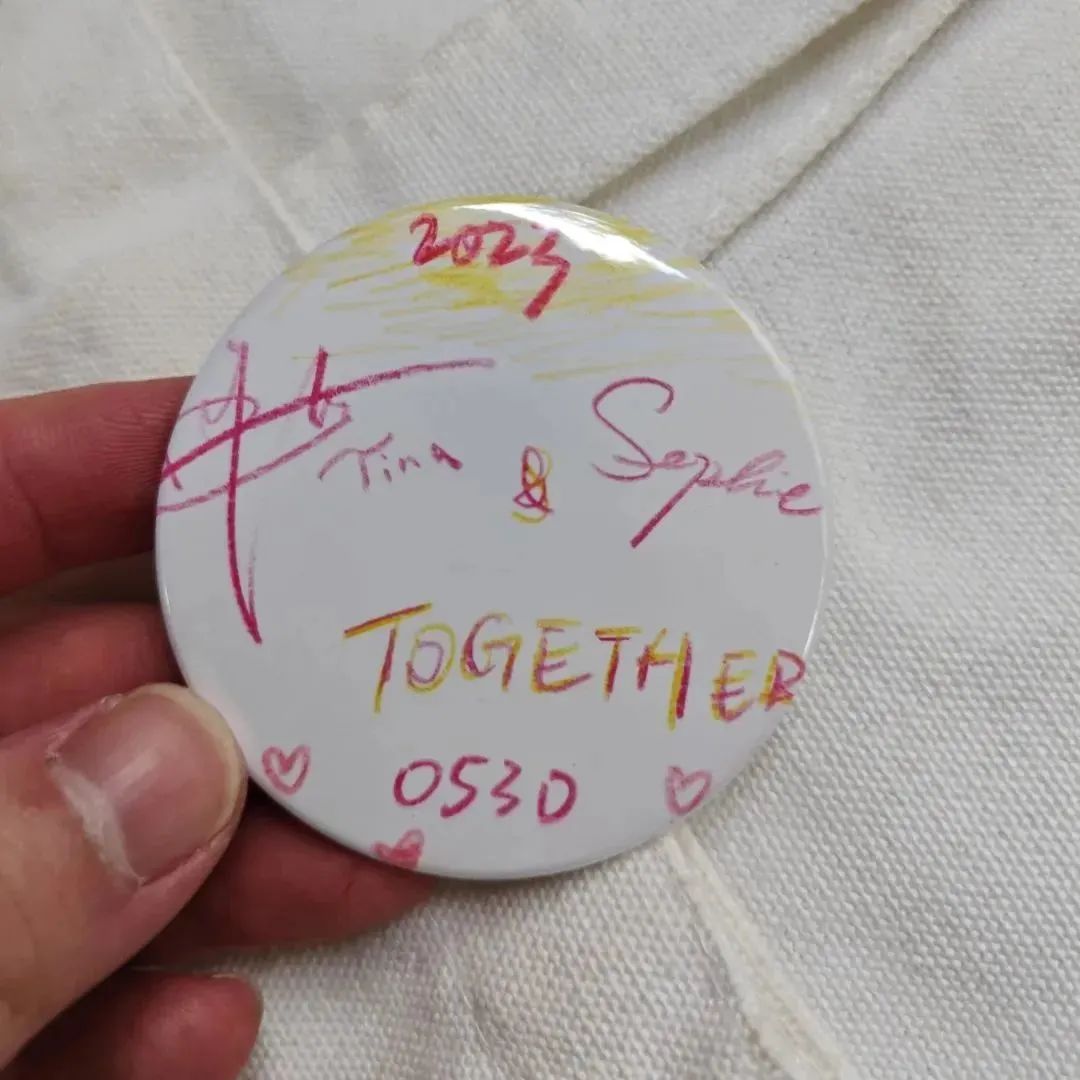 2023
Tina & Sophie
TOGETHER
0530